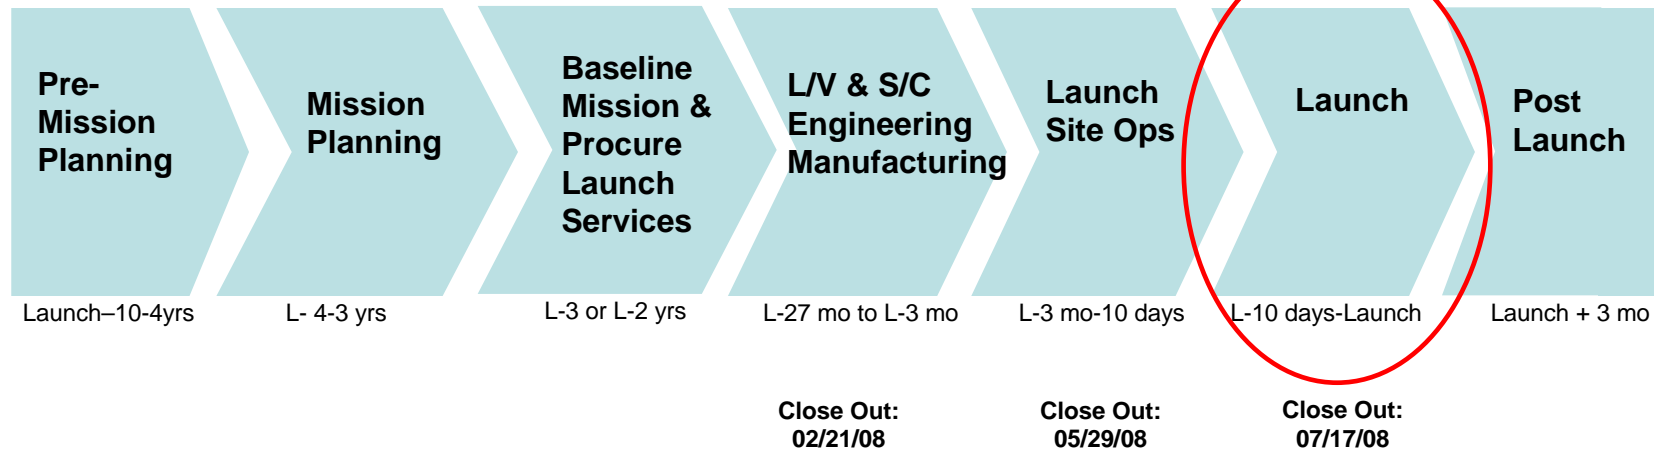 Pre-
Mission
Planning
Mission
Planning
Baseline
Mission &
Procure
Launch
Services
L/V & S/C
Engineering
Manufacturing
Launch
Site Ops
Launch
Post
Launch
Launch–10-4yrs
L- 4-3 yrs
L-3 or L-2 yrs
L-27 mo to L-3 mo
L-3 mo-10 days
L-10 days-Launch
Launch + 3 mo
Close Out:
02/21/08
Close Out:
05/29/08
Close Out:
07/17/08